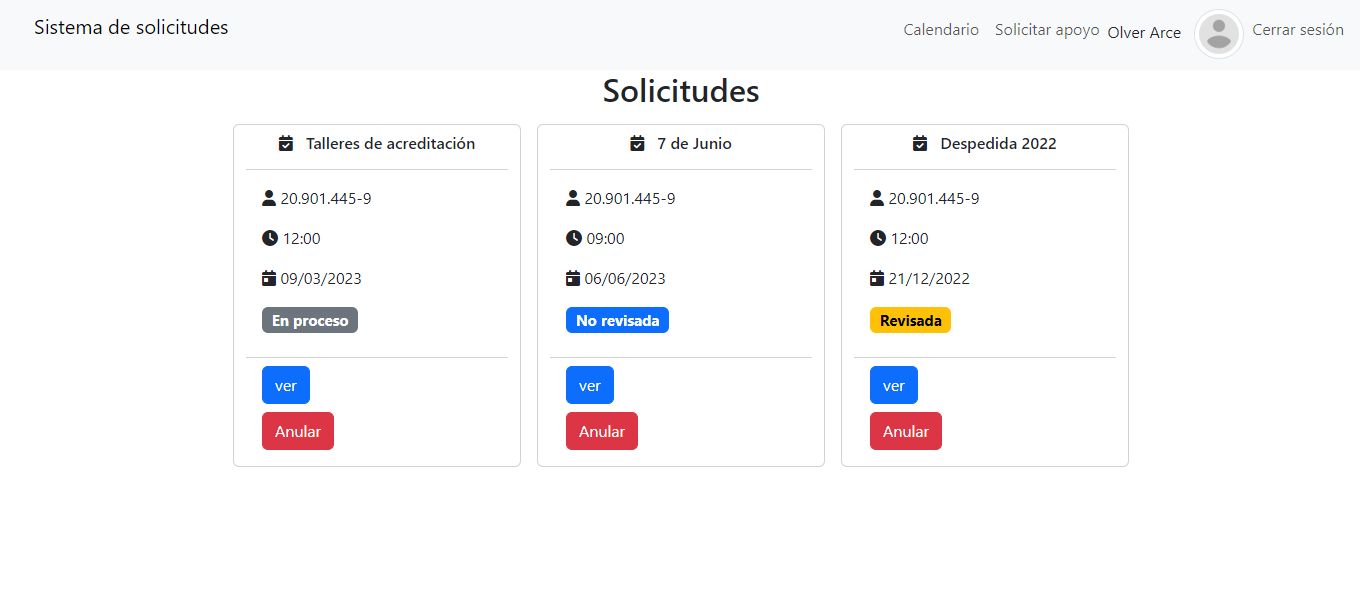 Sistema de solicitudes
Calendario Solicitar apoyo Olver Arce Cerrar sesión
Solicitudes
Talleres de acreditación
20.901.445-9
12:00
09/03/2023
En proceso
ver
Anular
7 de Junio
20.901.445-9
09:00
06/06/2023
No revisada
ver
Anular
Despedida 2022
20.901.445-9
12:00
21/12/2022
Revisada
ver
Anular